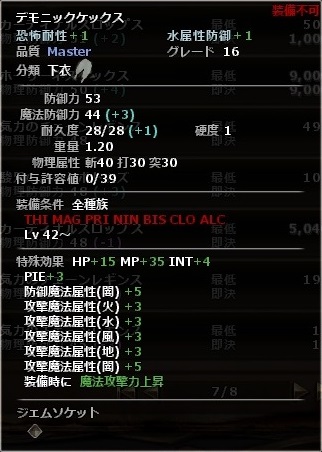 装備不可
デモニックケックス
恐怖耐性+1 水属性防御+1
品質 Master グレード 16
分類 下衣
防御力 53
魔法防御力 44 (+3)
耐久度 28/28 (+1) 硬度 1
重量 1.20
物理属性 斬40 打30 突30
付与許容値 0/39
装備条件 全種族
THI MAG PRI NIN BIS CLO ALC
Lv 42～
特殊効果 HP+15 MP+35 INT+4
PIE+3
防御魔法属性(闇) +5
攻撃魔法属性(火) +3
攻撃魔法属性(水) +3
攻撃魔法属性(風) +3
攻撃魔法属性(地) +3
攻撃魔法属性(闇) +5
装備時に 魔法攻撃力上昇
7/8
ジェムソケット